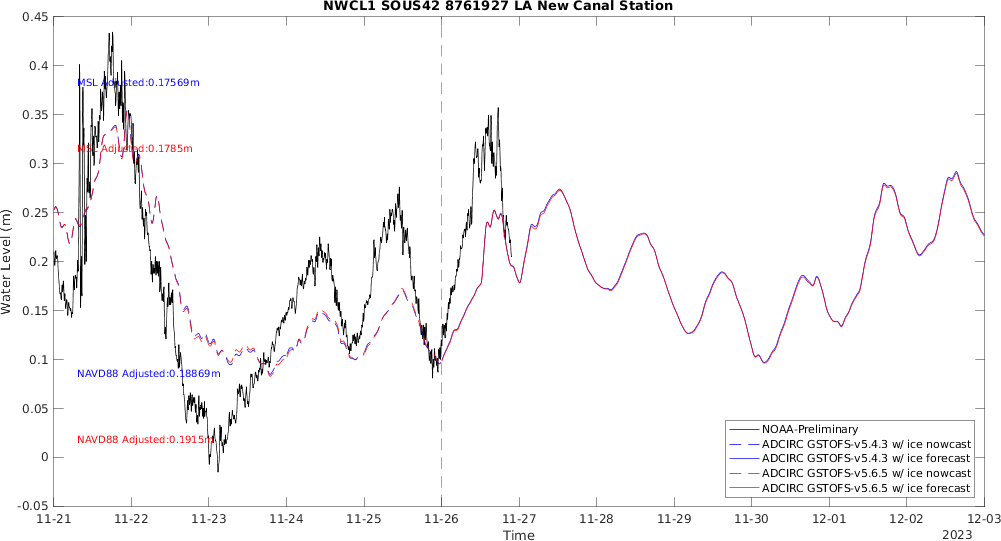 NWCL1 SOUS42 8761927 LA New Canal Station
0.45
0.4
0.35
0.3
0.25
0.2
0.15
0.1
0.05
0
-0.05
Water Level (m)
MSL Adjusted:0.17569m
MSL Adjusted:0.1785m
NAVD88 Adjusted:0.18869m
NAVD88 Adjusted:0.1915m
NOAA-Preliminary
ADCIRC GSTOFS-v5.4.3 w/ ice nowcast
ADCIRC GSTOFS-v5.4.3 w/ ice forecast
ADCIRC GSTOFS-v5.6.5 w/ ice nowcast
ADCIRC GSTOFS-v5.6.5 w/ ice forecast
11-21 11-22 11-23 11-24 11-25 11-26 11-27 11-28 11-29 11-30 12-01 12-02 12-03
Time
2023